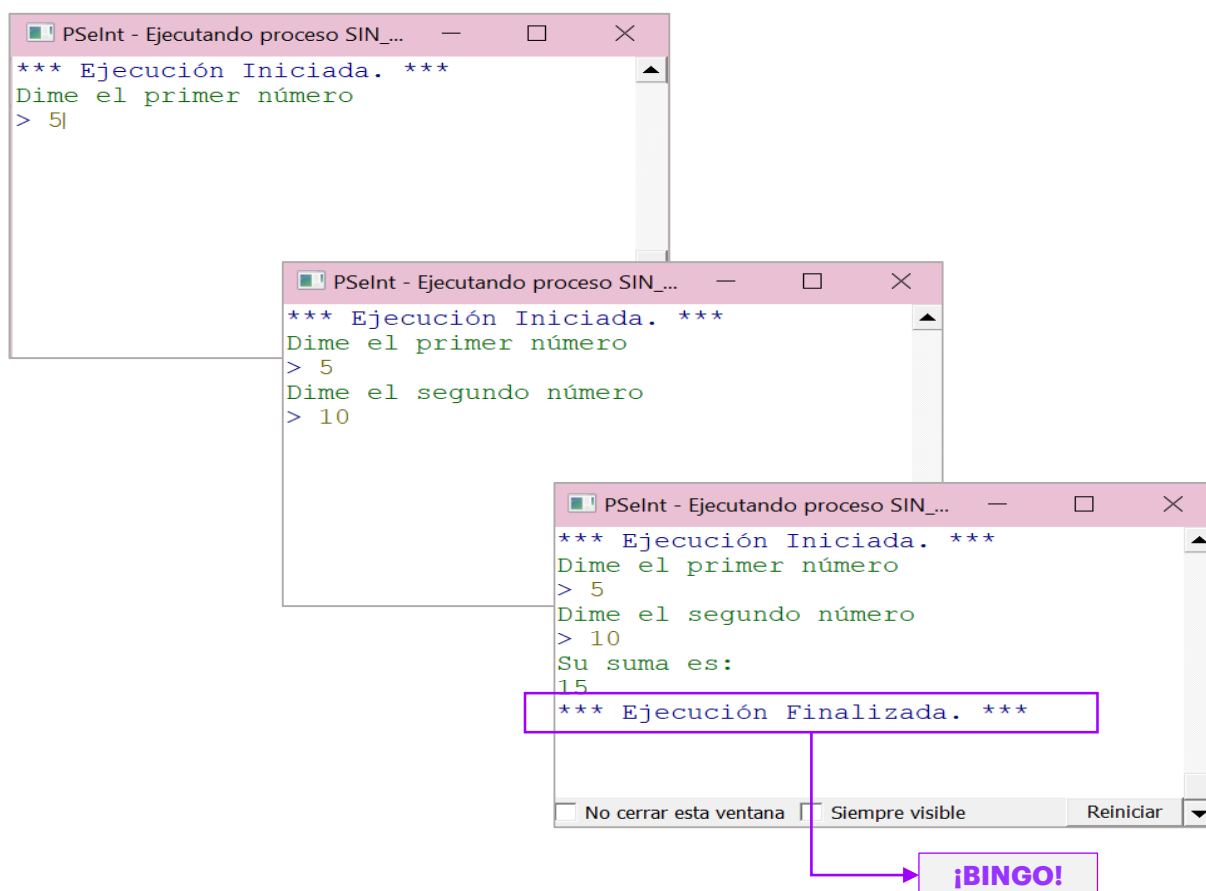 PSeInt - Ejecutando proceso SIN_...
*** Ejecución Iniciada. ***
Dime el primer número
> 5
PSeInt - Ejecutando proceso SIN_...
*** Ejecución Iniciada. ***
Dime el primer número
> 5
Dime el segundo número
> 10
PSeInt - Ejecutando proceso SIN_...
*** Ejecución Iniciada. ***
Dime el primer número
> 5
Dime el segundo número
> 10
Su suma es:
15
*** Ejecución Finalizada. ***
No cerrar esta ventana Siempre visible Reiniciar
¡BINGO!